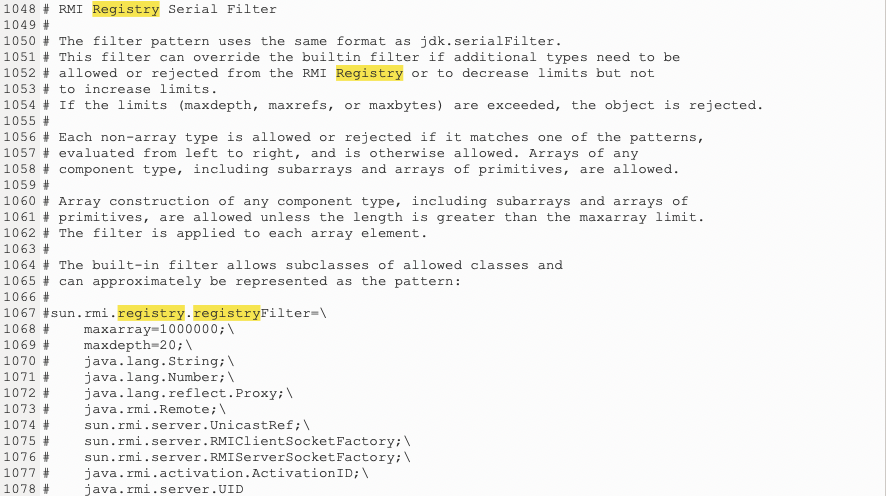 1048 # RMI Registry Serial Filter
1049 #
1050 # The filter pattern uses the same format as jdk.serialFilter.
1051 # This filter can override the builtin filter if additional types need to be
1052 # allowed or rejected from the RMI Registry or to decrease limits but not
1053 # to increase limits.
1054 # If the limits (maxdepth, maxrefs, or maxbytes) are exceeded, the object is rejected.
1055 #
1056 # Each non-array type is allowed or rejected if it matches one of the patterns,
1057 # evaluated from left to right, and is otherwise allowed. Arrays of any
1058 # component type, including subarrays and arrays of primitives, are allowed.
1059 #
1060 # Array construction of any component type, including subarrays and arrays of
1061 # primitives, are allowed unless the length is greater than the maxarray limit.
1062 # The filter is applied to each array element.
1063 #
1064 # The built-in filter allows subclasses of allowed classes and
1065 # can approximately be represented as the pattern:
1066 #
1067 #sun.rmi.registry.registryFilter=\
1068 #    maxarray=1000000;\
1069 #    maxdepth=20;\
1070 #    java.lang.String;\
1071 #    java.lang.Number;\
1072 #    java.lang.reflect.Proxy;\
1073 #    java.rmi.Remote;\
1074 #    sun.rmi.server.UnicastRef;\
1075 #    sun.rmi.server.RMIClientSocketFactory;\
1076 #    sun.rmi.server.RMIServerSocketFactory;\
1077 #    java.rmi.activation.ActivationID;\
1078 #    java.rmi.server.UID